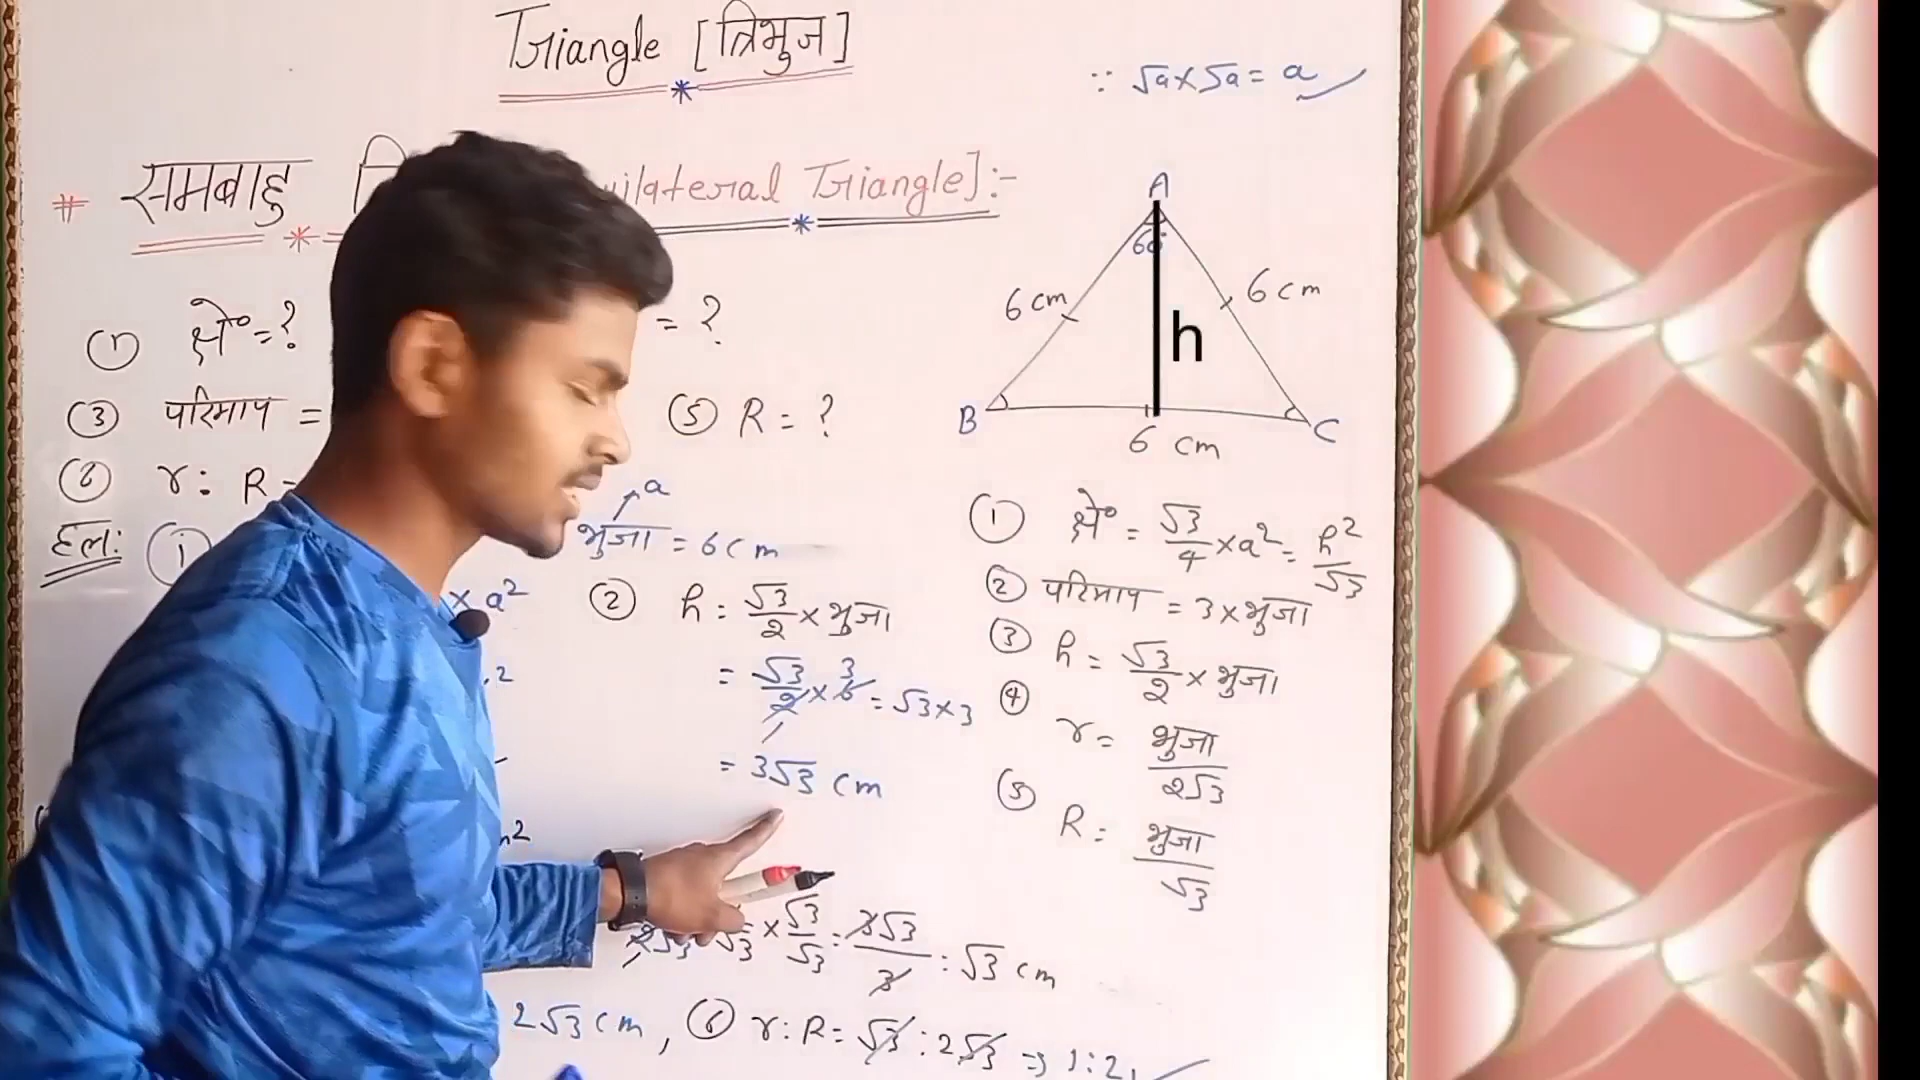 Triangle [त्रिभुज]
∵ √a×√a = a
# समबाहु
Triangle]:-
A
60°
6 cm
6 cm
h
B
C
6 cm
① क्षे० = ?
= ?
③ परिमाप =
⑤ R = ?
⑥ r : R =
हल: ①
a
भुजा = 6cm
× a²
② h = √3/2 × भुजा
= √3/2 × 6 3 = √3×3
= 3√3 cm
× √3/√3 = 3√3/3 = √3 cm
2√3 cm, ⑥ r : R = √3 : 2√3 ⇒ 1:2,
① क्षे० = √3/4 × a² = h²/√3
② परिमाप = 3 × भुजा
③ h = √3/2 × भुजा
④ r = भुजा/2√3
⑤ R = भुजा/√3